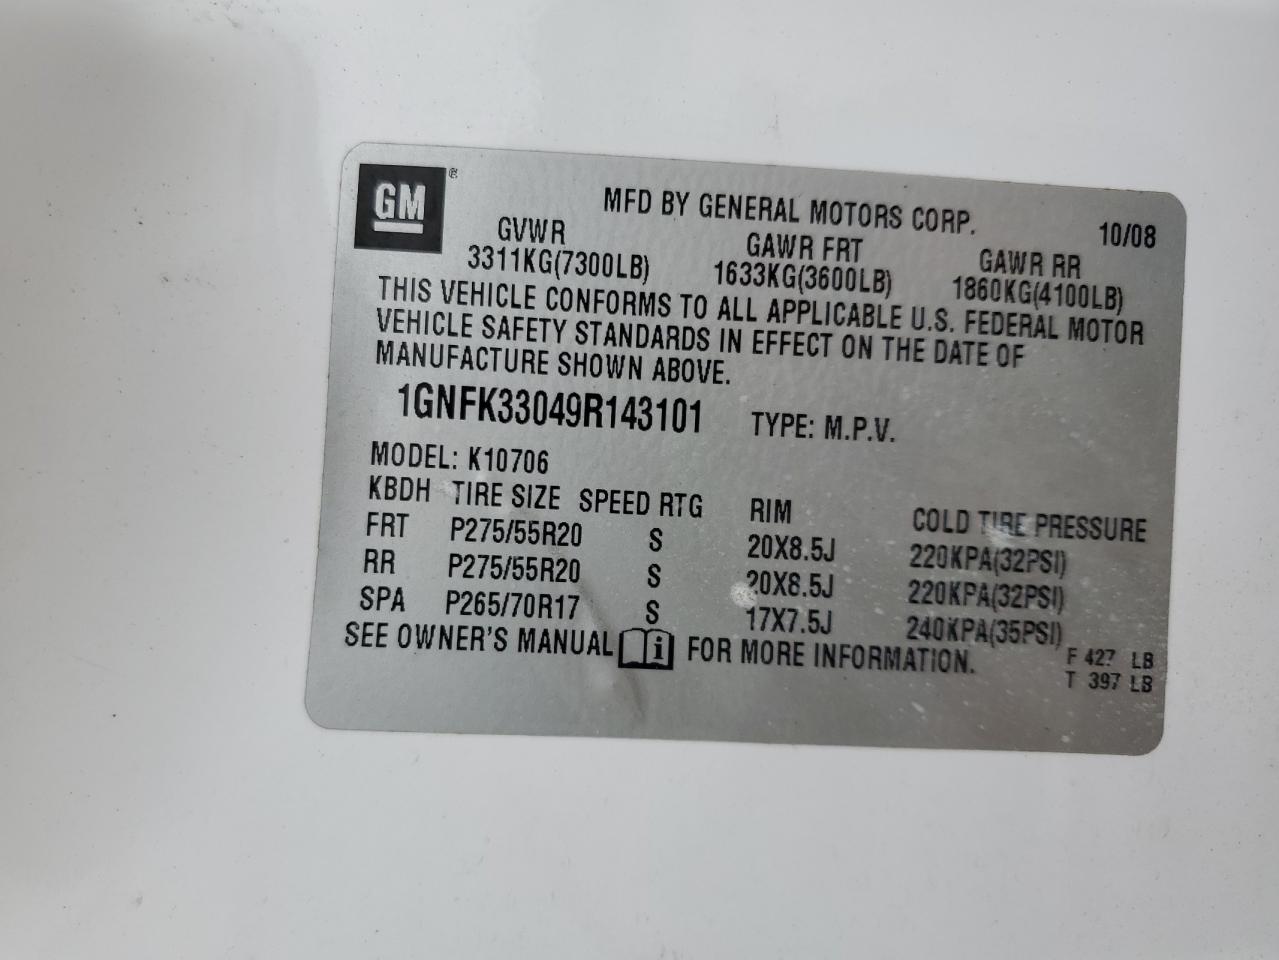 GM®
MFD BY GENERAL MOTORS CORP. 10/08
GVWR GAWR FRT GAWR RR
3311KG(7300LB) 1633KG(3600LB) 1860KG(4100LB)
THIS VEHICLE CONFORMS TO ALL APPLICABLE U.S. FEDERAL MOTOR
VEHICLE SAFETY STANDARDS IN EFFECT ON THE DATE OF
MANUFACTURE SHOWN ABOVE.
1GNFK33049R143101 TYPE: M.P.V.
MODEL: K10706
KBDH TIRE SIZE SPEED RTG RIM COLD TIRE PRESSURE
FRT P275/55R20 S 20X8.5J 220KPA(32PSI)
RR P275/55R20 S 20X8.5J 220KPA(32PSI)
SPA P265/70R17 S 17X7.5J 240KPA(35PSI)
SEE OWNER'S MANUAL i FOR MORE INFORMATION.
F 427 LB
T 397 LB